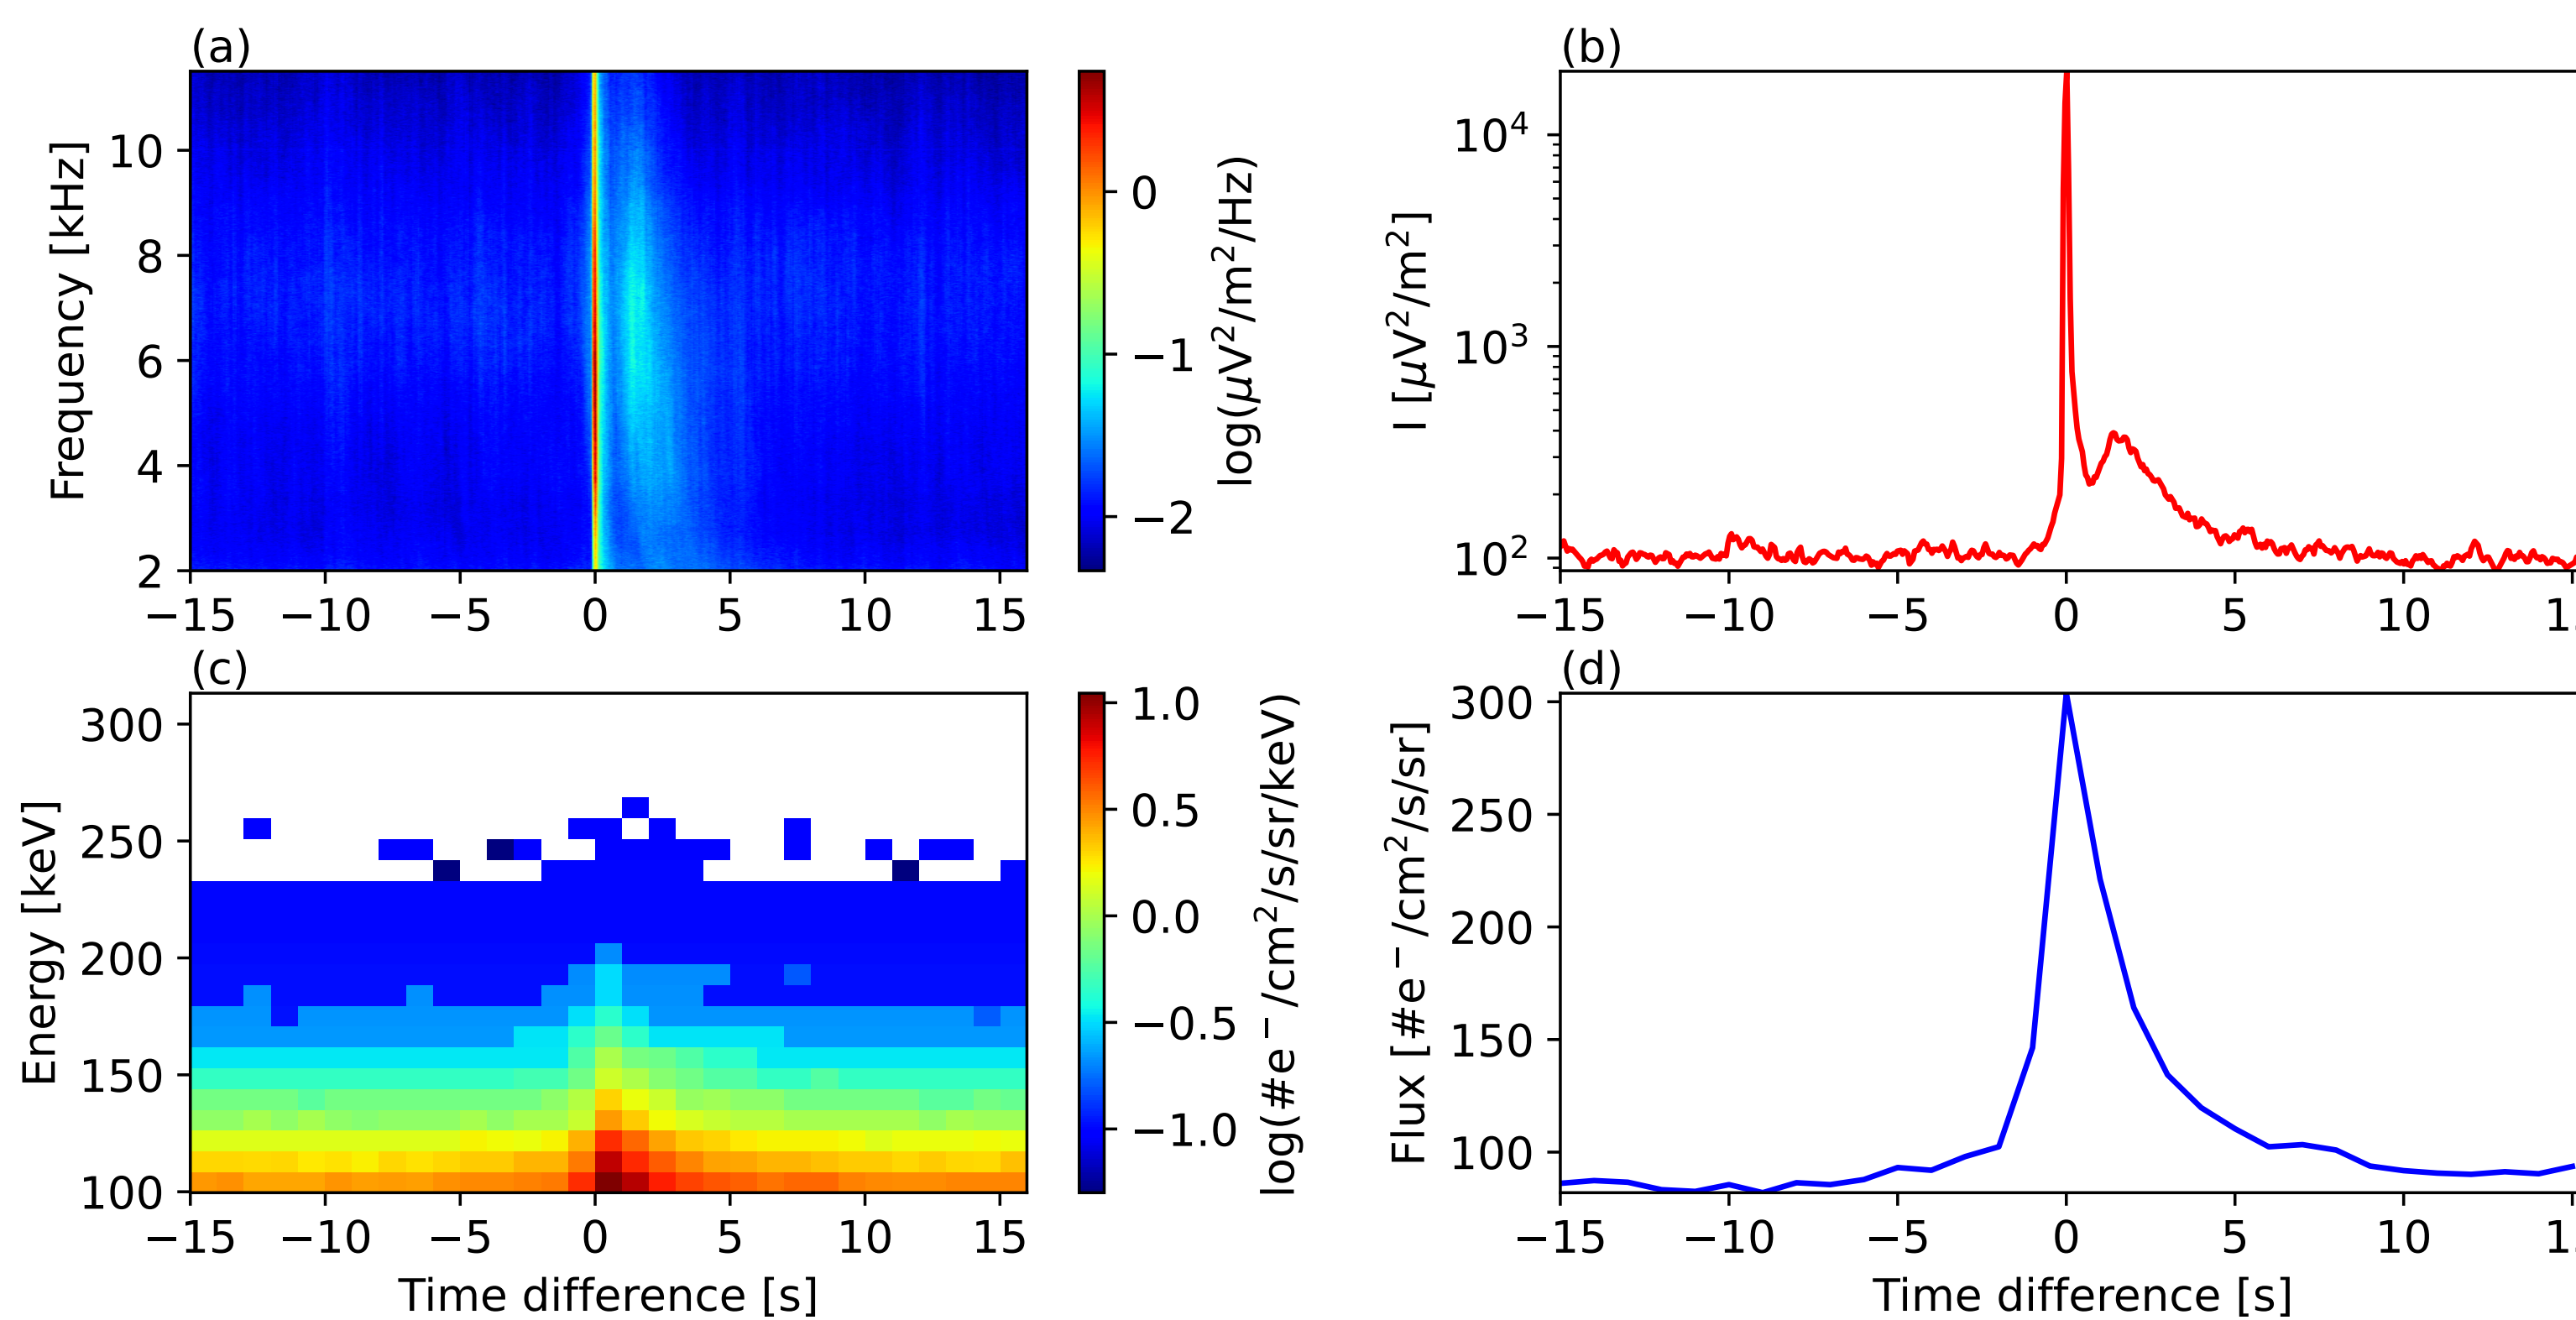 (a)
Frequency [kHz]
10
8
6
4
2
−15 −10 −5 0 5 10 15
0
−1
−2
log(μV²/m²/Hz)
(b)
I [μV²/m²]
10⁴
10³
10²
−15 −10 −5 0 5 10
(c)
Energy [keV]
300
250
200
150
100
−15 −10 −5 0 5 10 15
Time difference [s]
1.0
0.5
0.0
−0.5
−1.0
log(#e⁻/cm²/s/sr/keV)
(d)
Flux [#e⁻/cm²/s/sr]
300
250
200
150
100
−15 −10 −5 0 5 10
Time difference [s]